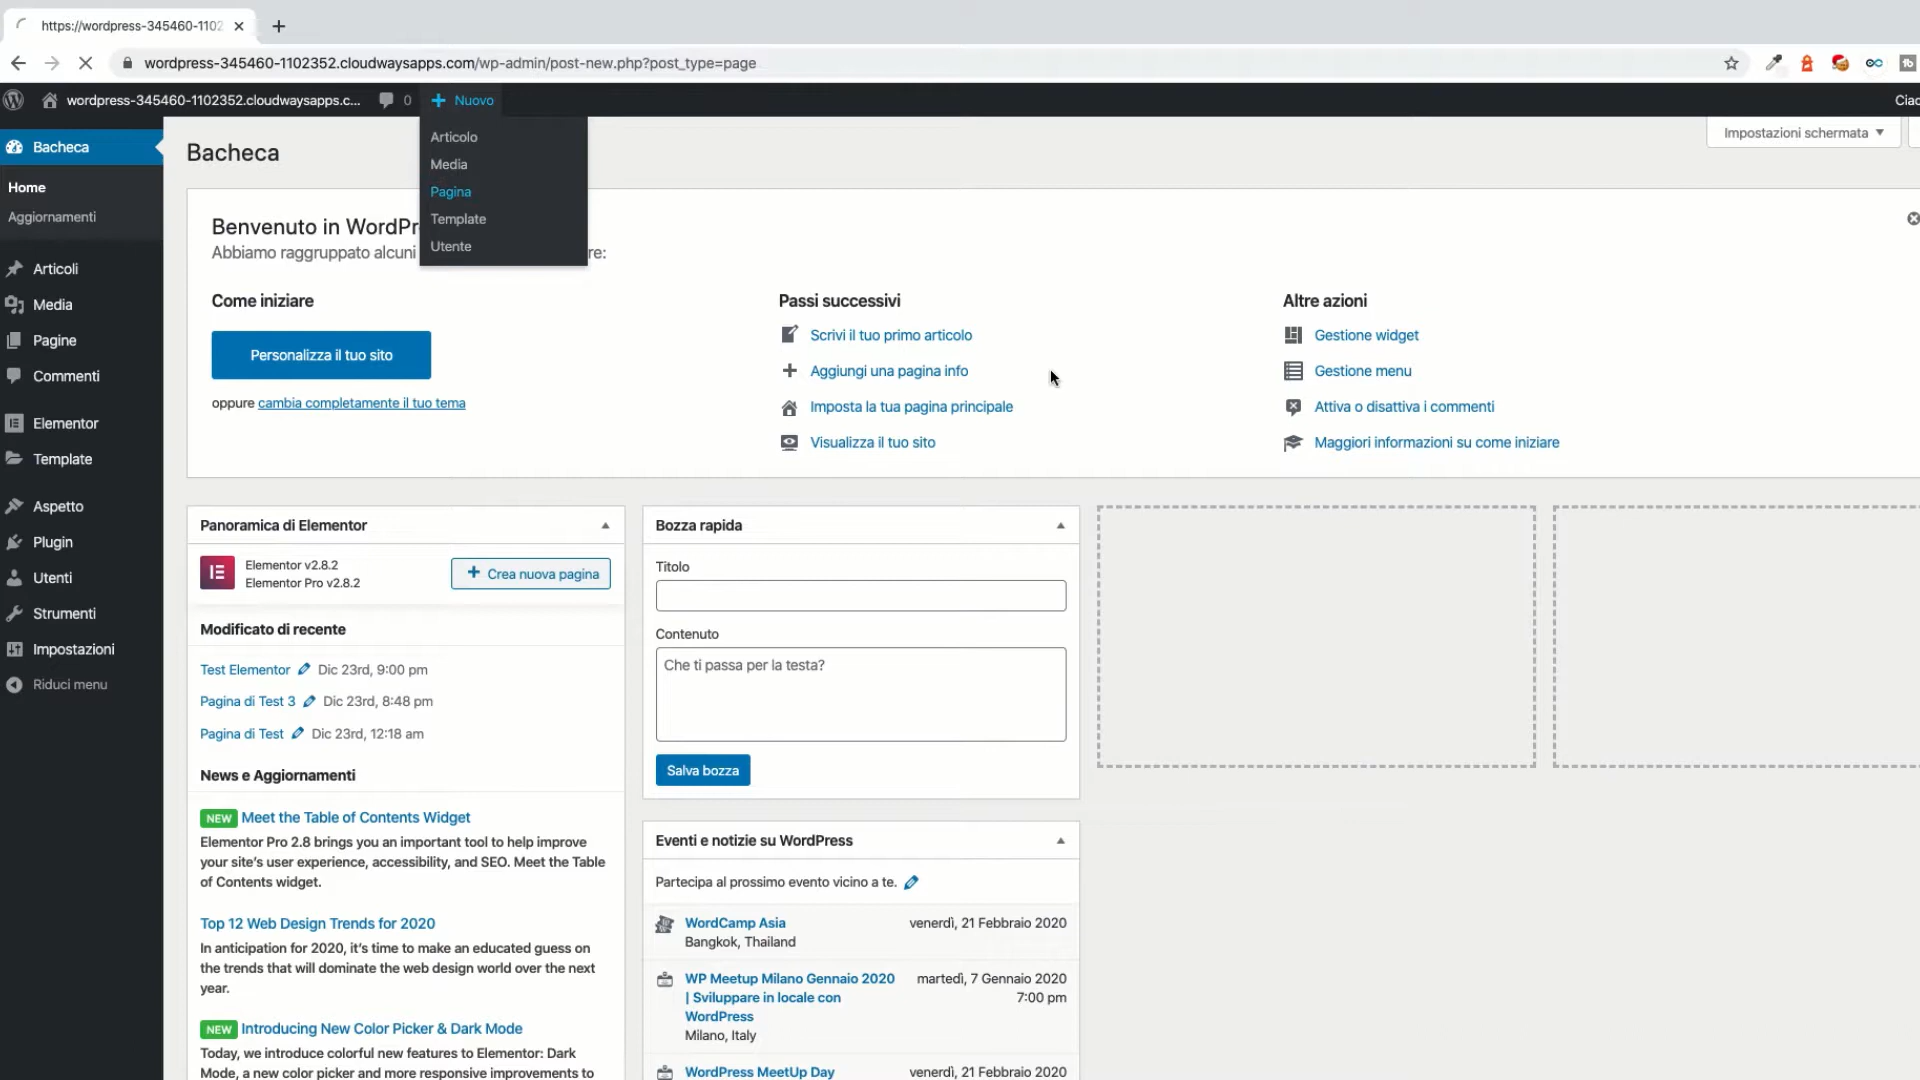 https://wordpress-345460-1102
wordpress-345460-1102352.cloudwaysapps.com/wp-admin/post-new.php?post_type=page
wordpress-345460-1102352.cloudwaysapps.c...
0
Nuovo
Ciao
Articolo
Media
Pagina
Template
Utente
Bacheca
Home
Aggiornamenti
Articoli
Media
Pagine
Commenti
Elementor
Template
Aspetto
Plugin
Utenti
Strumenti
Impostazioni
Riduci menu
Bacheca
Impostazioni schermata
Benvenuto in WordPr
Abbiamo raggruppato alcuni re:
Come iniziare
Personalizza il tuo sito
oppure cambia completamente il tuo tema
Passi successivi
Scrivi il tuo primo articolo
Aggiungi una pagina info
Imposta la tua pagina principale
Visualizza il tuo sito
Altre azioni
Gestione widget
Gestione menu
Attiva o disattiva i commenti
Maggiori informazioni su come iniziare
Panoramica di Elementor
Elementor v2.8.2
Elementor Pro v2.8.2
Crea nuova pagina
Modificato di recente
Test Elementor Dic 23rd, 9:00 pm
Pagina di Test 3 Dic 23rd, 8:48 pm
Pagina di Test Dic 23rd, 12:18 am
News e Aggiornamenti
NEW Meet the Table of Contents Widget
Elementor Pro 2.8 brings you an important tool to help improve
your site's user experience, accessibility, and SEO. Meet the Table
of Contents widget.
Top 12 Web Design Trends for 2020
In anticipation for 2020, it's time to make an educated guess on
the trends that will dominate the web design world over the next
year.
NEW Introducing New Color Picker & Dark Mode
Today, we introduce colorful new features to Elementor: Dark
Mode, a new color picker and more responsive improvements to
Bozza rapida
Titolo
Contenuto
Che ti passa per la testa?
Salva bozza
Eventi e notizie su WordPress
Partecipa al prossimo evento vicino a te.
WordCamp Asia venerdì, 21 Febbraio 2020
Bangkok, Thailand
WP Meetup Milano Gennaio 2020 martedì, 7 Gennaio 2020
| Sviluppare in locale con 7:00 pm
WordPress
Milano, Italy
WordPress MeetUp Day venerdì, 21 Febbraio 2020